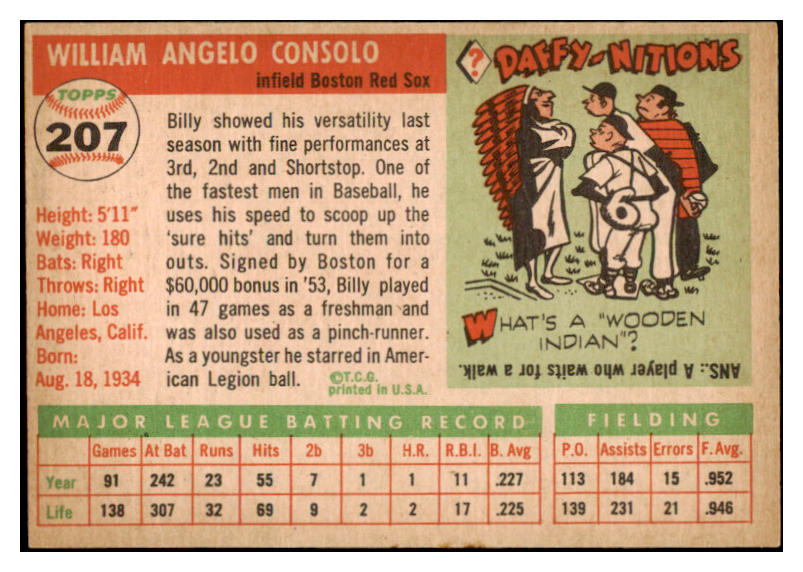 WILLIAM ANGELO CONSOLO
infield Boston Red Sox
TOPPS
207
Height: 5'11"
Weight: 180
Bats: Right
Throws: Right
Home: Los
Angeles, Calif.
Born:
Aug. 18, 1934
Billy showed his versatility last
season with fine performances at
3rd, 2nd and Shortstop. One of
the fastest men in Baseball, he
uses his speed to scoop up the
'sure hits' and turn them into
outs. Signed by Boston for a
$60,000 bonus in '53, Billy played
in 47 games as a freshman and
was also used as a pinch-runner.
As a youngster he starred in Amer-
ican Legion ball.
©T.C.G.
printed in U.S.A.
?
DAFFY-NITIONS
6
WHAT'S A "WOODEN
INDIAN"?
ANS.: A player who waits for a walk.
MAJOR LEAGUE BATTING RECORD
Games At Bat Runs Hits 2b 3b H.R. R.B.I. B. Avg
Year 91 242 23 55 7 1 1 11 .227
Life 138 307 32 69 9 2 2 17 .225
FIELDING
P.O. Assists Errors F. Avg.
113 184 15 .952
139 231 21 .946